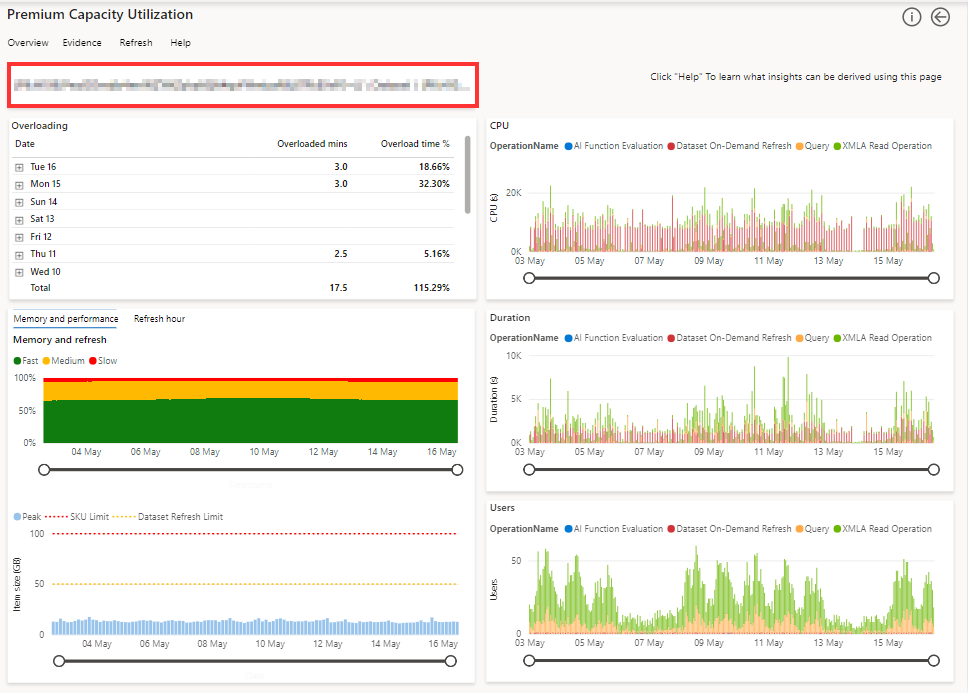 Premium Capacity Utilization
Overview Evidence Refresh Help
Click "Help" To learn what insights can be derived using this page
Overloading
Date Overloaded mins Overload time %
Tue 16 3.0 18.66%
Mon 15 3.0 32.30%
Sun 14
Sat 13
Fri 12
Thu 11 2.5 5.16%
Wed 10
Total 17.5 115.29%
CPU
OperationName AI Function Evaluation Dataset On-Demand Refresh Query XMLA Read Operation
CPU (s)
20K
0K
03 May 05 May 07 May 09 May 11 May 13 May 15 May
Memory and performance Refresh hour
Memory and refresh
Fast Medium Slow
100%
50%
0%
04 May 06 May 08 May 10 May 12 May 14 May 16 May
Duration
OperationName AI Function Evaluation Dataset On-Demand Refresh Query XMLA Read Operation
Duration (s)
10K
5K
0K
03 May 05 May 07 May 09 May 11 May 13 May 15 May
Peak SKU Limit Dataset Refresh Limit
Item size (GB)
100
50
0
04 May 06 May 08 May 10 May 12 May 14 May 16 May
Users
OperationName AI Function Evaluation Dataset On-Demand Refresh Query XMLA Read Operation
Users
50
0
03 May 05 May 07 May 09 May 11 May 13 May 15 May